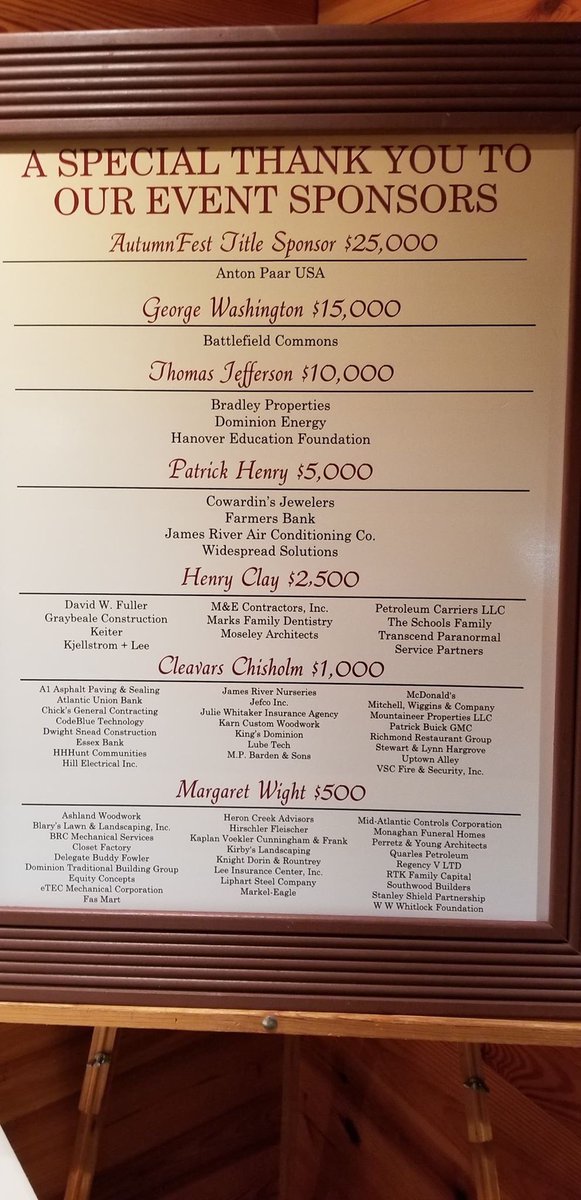 A SPECIAL THANK YOU TO
OUR EVENT SPONSORS
AutumnFest Title Sponsor $25,000
Anton Paar USA
George Washington $15,000
Battlefield Commons
Thomas Jefferson $10,000
Bradley Properties
Dominion Energy
Hanover Education Foundation
Patrick Henry $5,000
Cowardin's Jewelers
Farmers Bank
James River Air Conditioning Co.
Widespread Solutions
Henry Clay $2,500
David W. Fuller
Graybeale Construction
Keiter
Kjellstrom + Lee
M&E Contractors, Inc.
Marks Family Dentistry
Moseley Architects
Petroleum Carriers LLC
The Schools Family
Transcend Paranormal
Service Partners
Cleavars Chisholm $1,000
A1 Asphalt Paving & Sealing
Atlantic Union Bank
Chick's General Contracting
CodeBlue Technology
Dwight Snead Construction
Essex Bank
HHHunt Communities
Hill Electrical Inc.
James River Nurseries
Jefco Inc.
Julie Whitaker Insurance Agency
Karn Custom Woodwork
King's Dominion
Lube Tech
M.P. Barden & Sons
McDonald's
Mitchell, Wiggins & Company
Mountaineer Properties LLC
Patrick Buick GMC
Richmond Restaurant Group
Stewart & Lynn Hargrove
Uptown Alley
VSC Fire & Security, Inc.
Margaret Wight $500
Ashland Woodwork
Blary's Lawn & Landscaping, Inc.
BRC Mechanical Services
Closet Factory
Delegate Buddy Fowler
Dominion Traditional Building Group
Equity Concepts
eTEC Mechanical Corporation
Fas Mart
Heron Creek Advisors
Hirschler Fleischer
Kaplan Voekler Cunningham & Frank
Kirby's Landscaping
Knight Dorin & Rountrey
Lee Insurance Center, Inc.
Liphart Steel Company
Markel-Eagle
Mid-Atlantic Controls Corporation
Monaghan Funeral Homes
Perretz & Young Architects
Quarles Petroleum
Regency V LTD
RTK Family Capital
Southwood Builders
Stanley Shield Partnership
W W Whitlock Foundation